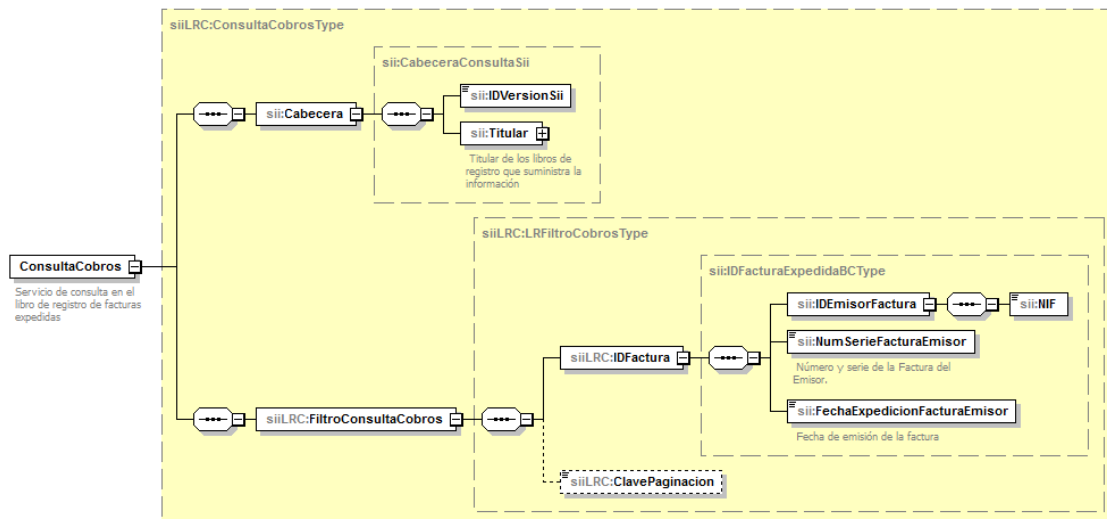 siiLRC:ConsultaCobrosType
sii:CabeceraConsultaSii
sii:IDVersionSii
sii:Cabecera
sii:Titular
Titular de los libros de
registro que suministra la
información
siiLRC:LRFiltroCobrosType
ConsultaCobros
Servicio de consulta en el
libro de registro de facturas
expedidas
sii:IDFacturaExpedidaBCType
sii:IDEmisorFactura
sii:NIF
sii:NumSerieFacturaEmisor
Número y serie de la Factura del
Emisor.
siiLRC:IDFactura
siiLRC:FiltroConsultaCobros
sii:FechaExpedicionFacturaEmisor
Fecha de emisión de la factura
siiLRC:ClavePaginacion